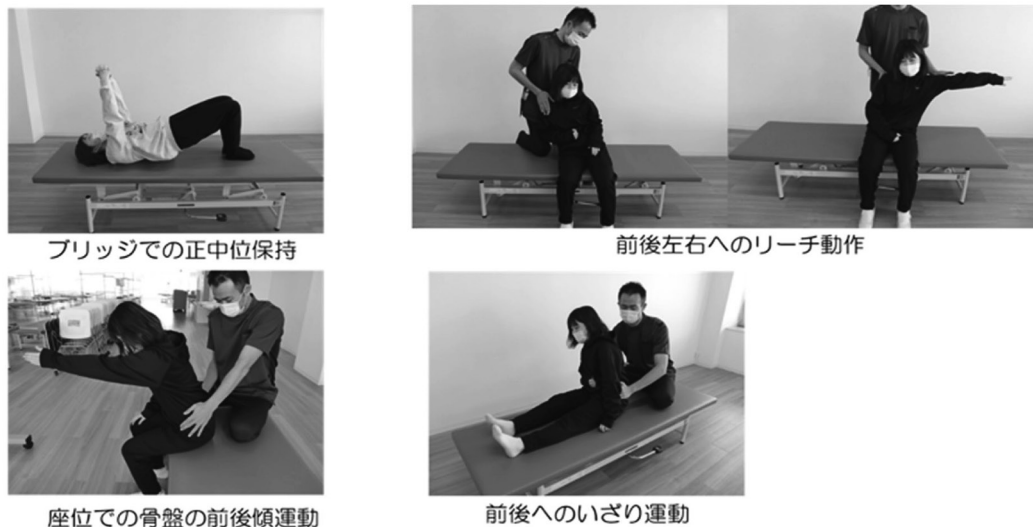 ブリッジでの正中位保持
前後左右へのリーチ動作
座位での骨盤の前後傾運動
前後へのいざり運動